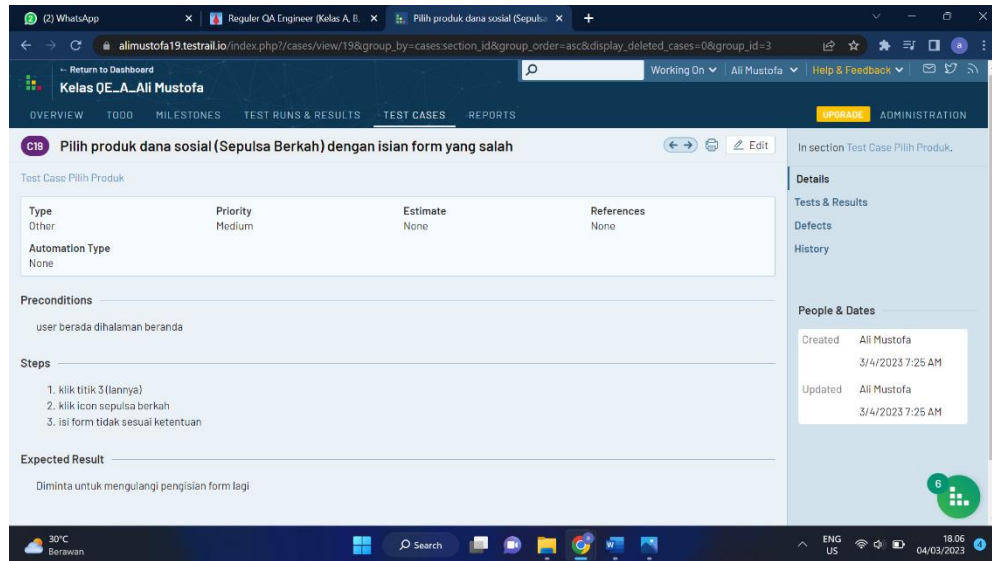 (2) WhatsApp
Reguler QA Engineer (Kelas A, B,
Pilih produk dana sosial (Sepulsa
alimustofa19.testrail.io/index.php?/cases/view/19&group_by=cases:section_id&group_order=asc&display_deleted_cases=0&group_id=3
a
← Return to Dashboard
Working On
Ali Mustofa
Help & Feedback
Kelas QE_A_Ali Mustofa
OVERVIEW TODO MILESTONES TEST RUNS & RESULTS TEST CASES REPORTS
UPGRADE ADMINISTRATION
C19 Pilih produk dana sosial (Sepulsa Berkah) dengan isian form yang salah
Edit
In section Test Case Pilih Produk.
Test Case Pilih Produk
Type Priority Estimate References
Other Medium None None
Automation Type
None
Details
Tests & Results
Defects
History
Preconditions
user berada dihalaman beranda
Steps
1. klik titik 3 (lannya)
2. klik icon sepulsa berkah
3. isi form tidak sesuai ketentuan
Expected Result
Diminta untuk mengulangi pengisian form lagi
People & Dates
Created Ali Mustofa
3/4/2023 7:25 AM
Updated Ali Mustofa
3/4/2023 7:25 AM
6
30°C
Berawan
Search
ENG
US
18.06
04/03/2023
4